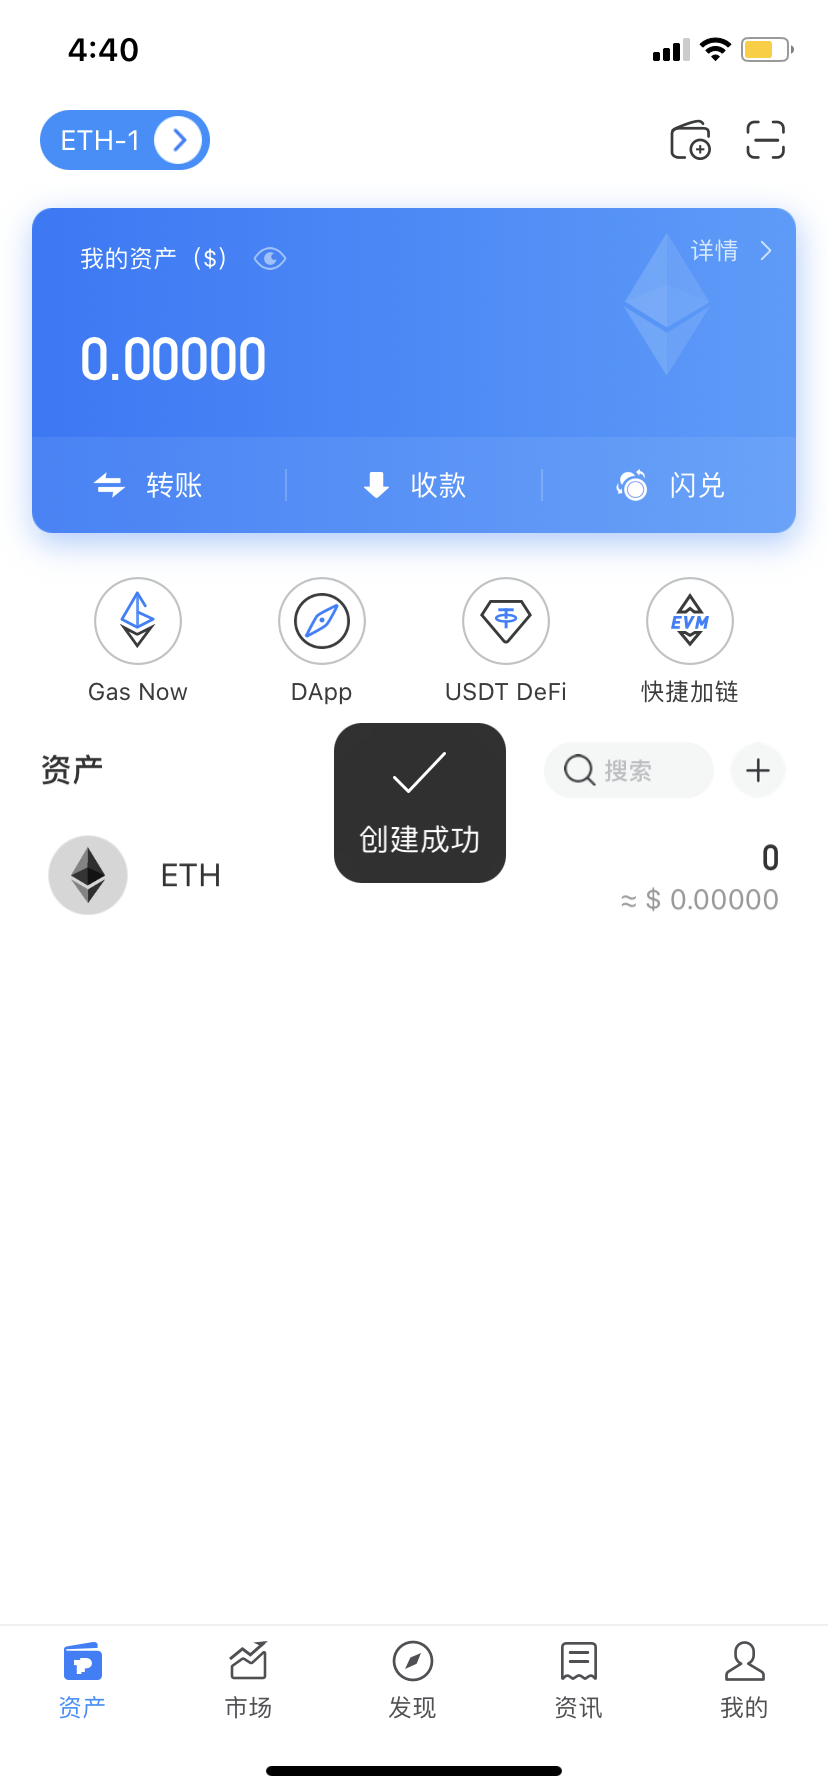 4:40
ETH-1
我的资产（$）
详情
0.00000
转账
收款
闪兑
Gas Now
DApp
USDT DeFi
EVM
快捷加链
资产
搜索
创建成功
ETH
0
≈ $ 0.00000
资产
市场
发现
资讯
我的